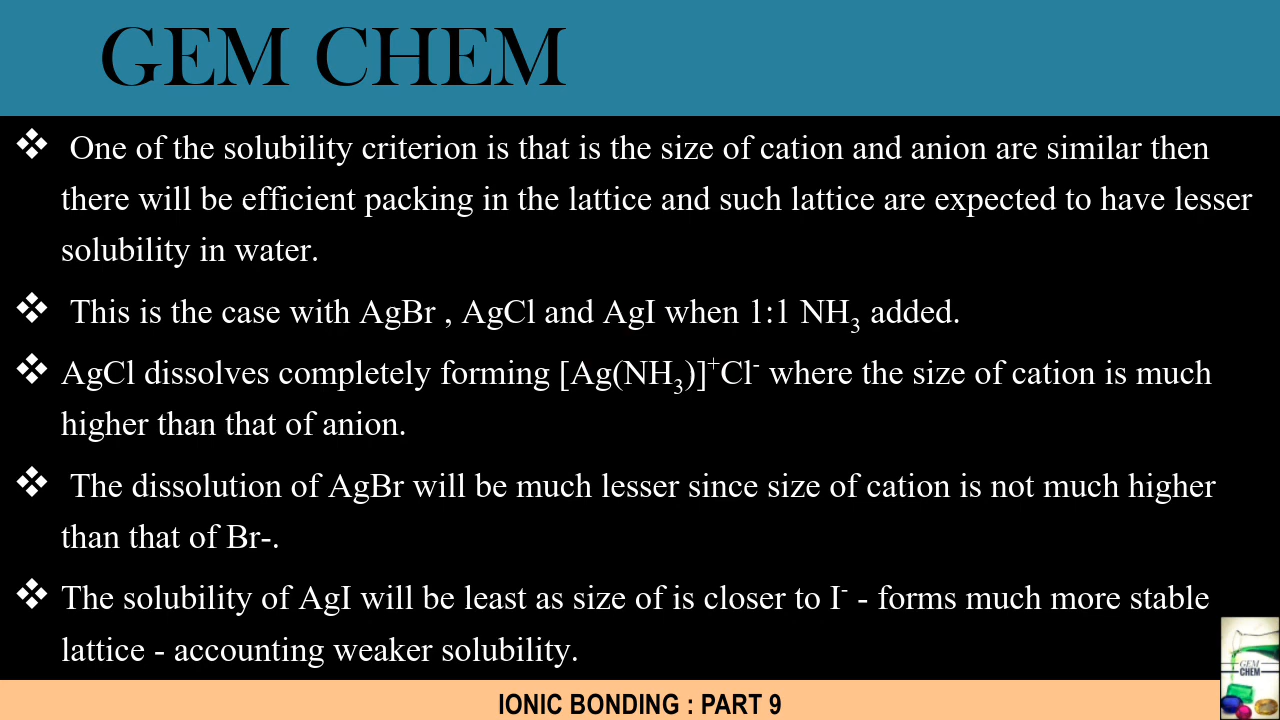 GEM CHEM
❖ One of the solubility criterion is that is the size of cation and anion are similar then
there will be efficient packing in the lattice and such lattice are expected to have lesser
solubility in water.
❖ This is the case with AgBr , AgCl and AgI when 1:1 NH₃ added.
❖ AgCl dissolves completely forming [Ag(NH₃)]⁺Cl⁻ where the size of cation is much
higher than that of anion.
❖ The dissolution of AgBr will be much lesser since size of cation is not much higher
than that of Br-.
❖ The solubility of AgI will be least as size of is closer to I⁻ - forms much more stable
lattice - accounting weaker solubility.
GEM
CHEM
IONIC BONDING : PART 9